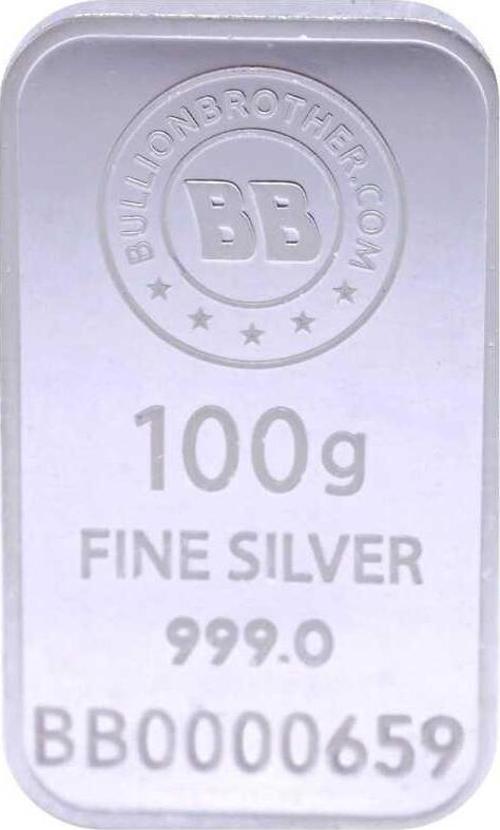 BULLIONBROTHER.COM
BB
100g
FINE SILVER
999.0
BB0000659